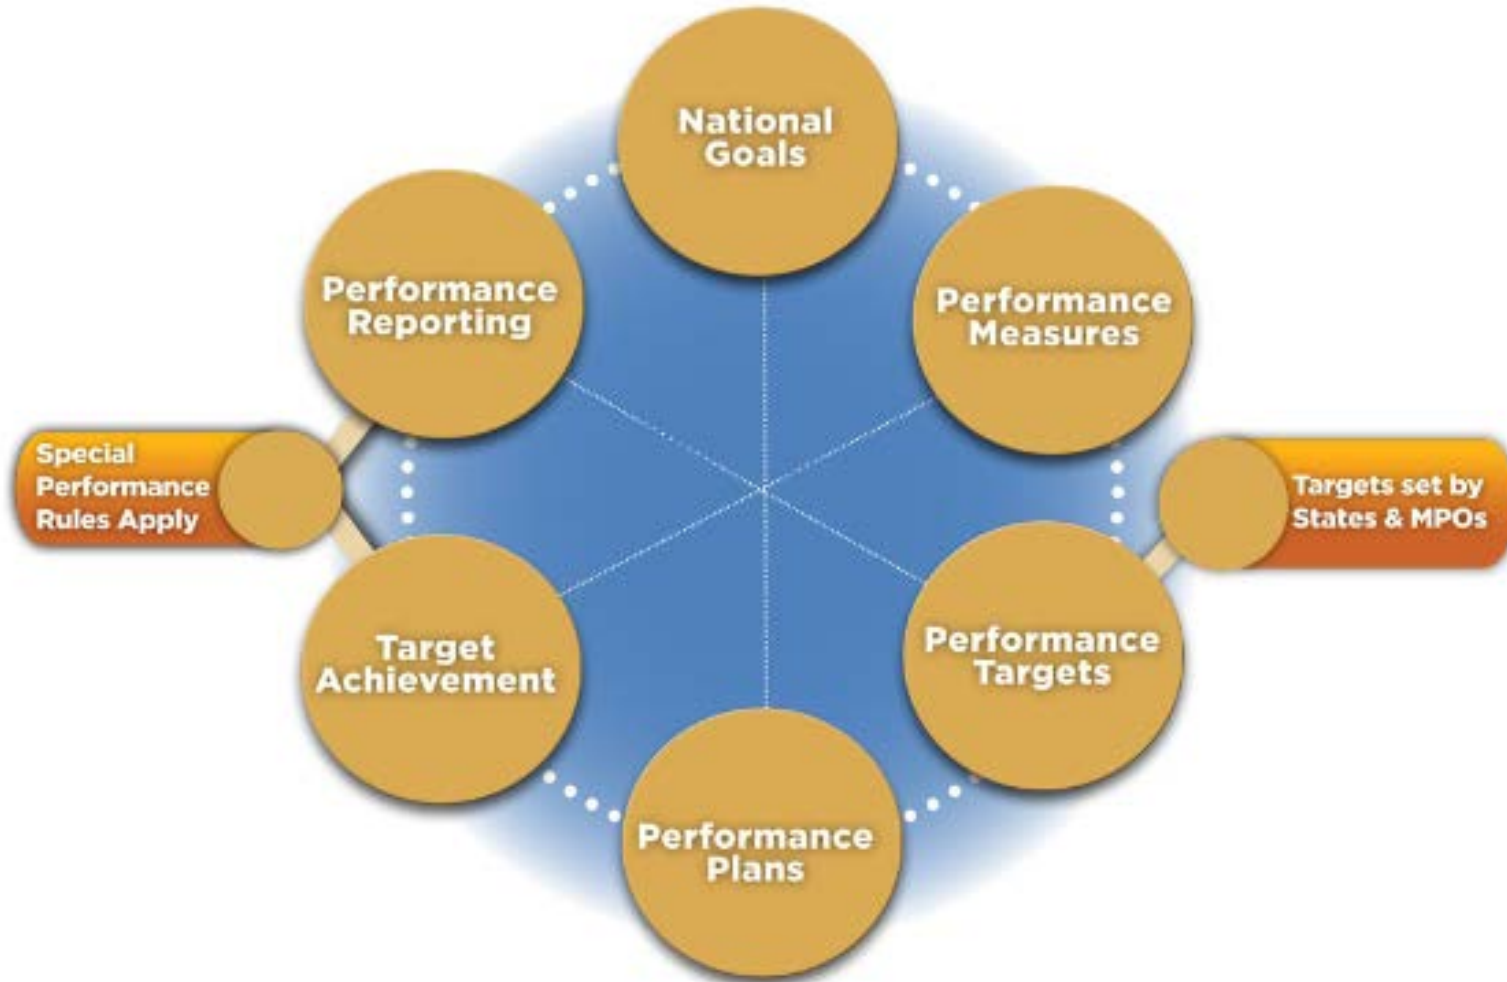 National
Goals
Performance
Measures
Performance
Targets
Targets set by
States & MPOs
Performance
Plans
Target
Achievement
Performance
Reporting
Special
Performance
Rules Apply